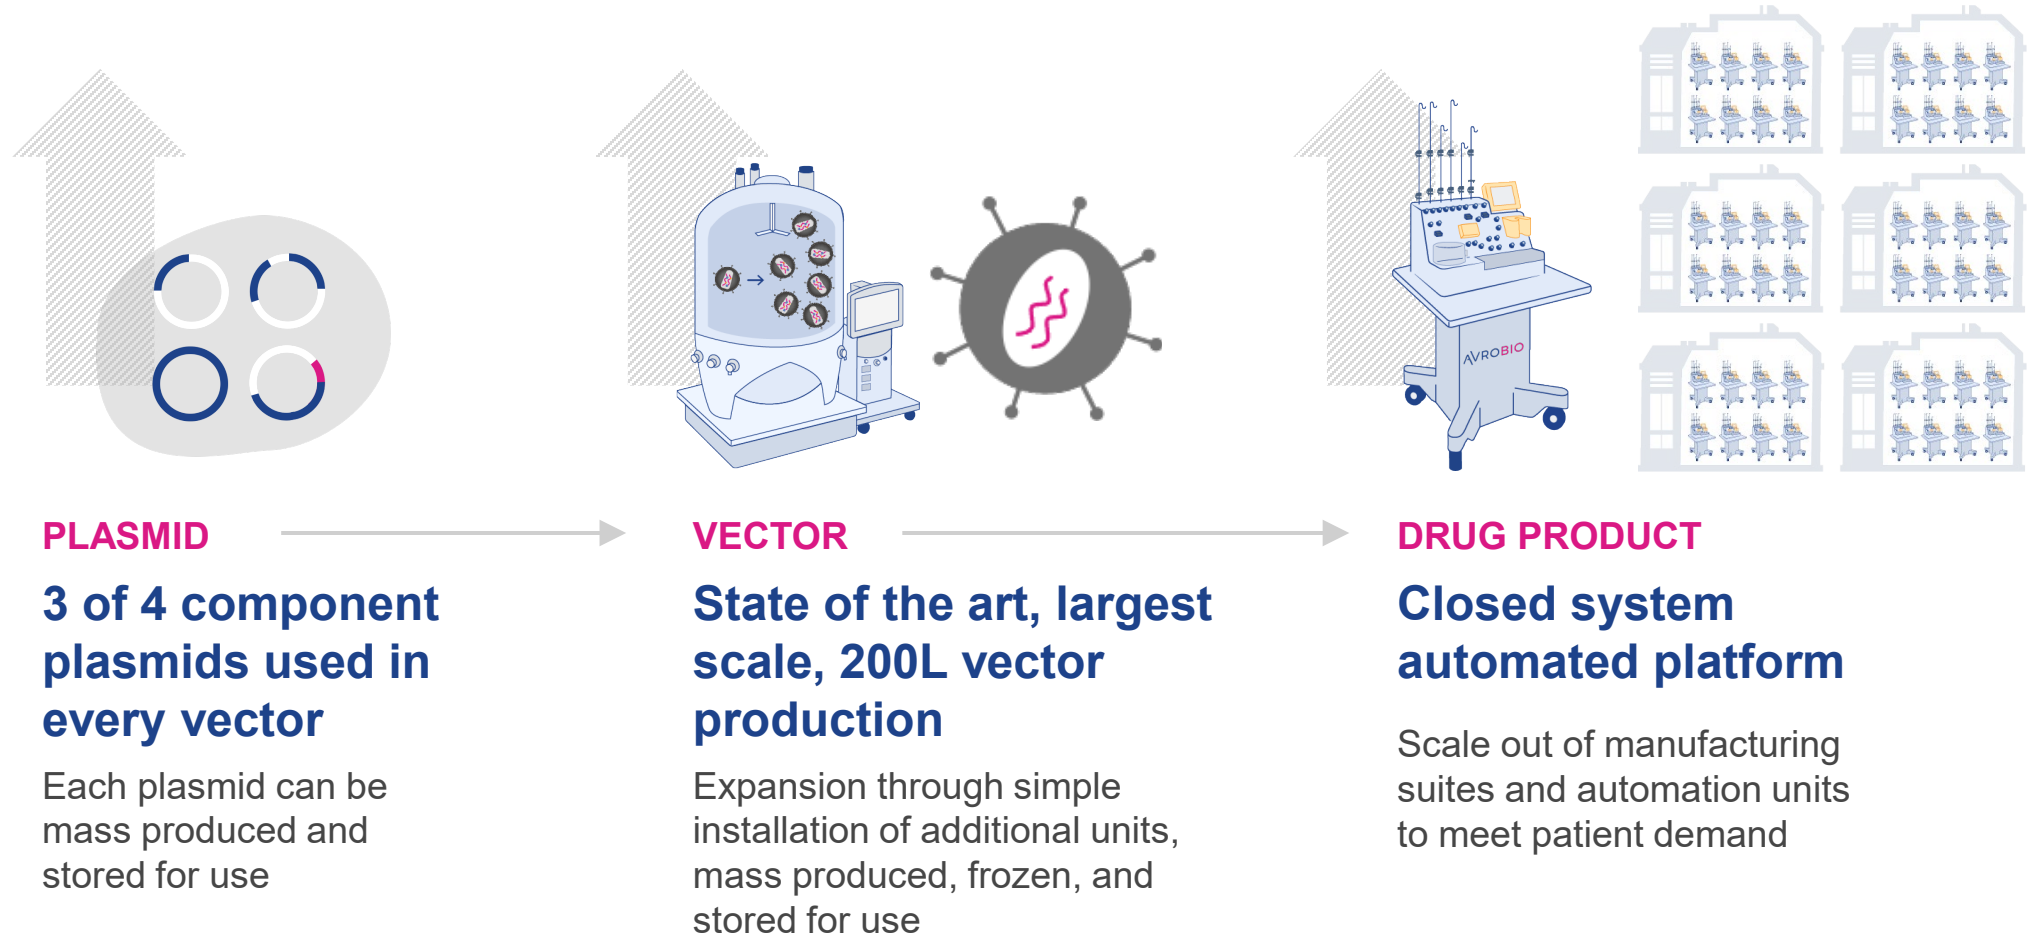 AVROBIO
PLASMID
3 of 4 component
plasmids used in
every vector
Each plasmid can be
mass produced and
stored for use
VECTOR
State of the art, largest
scale, 200L vector
production
Expansion through simple
installation of additional units,
mass produced, frozen, and
stored for use
DRUG PRODUCT
Closed system
automated platform
Scale out of manufacturing
suites and automation units
to meet patient demand